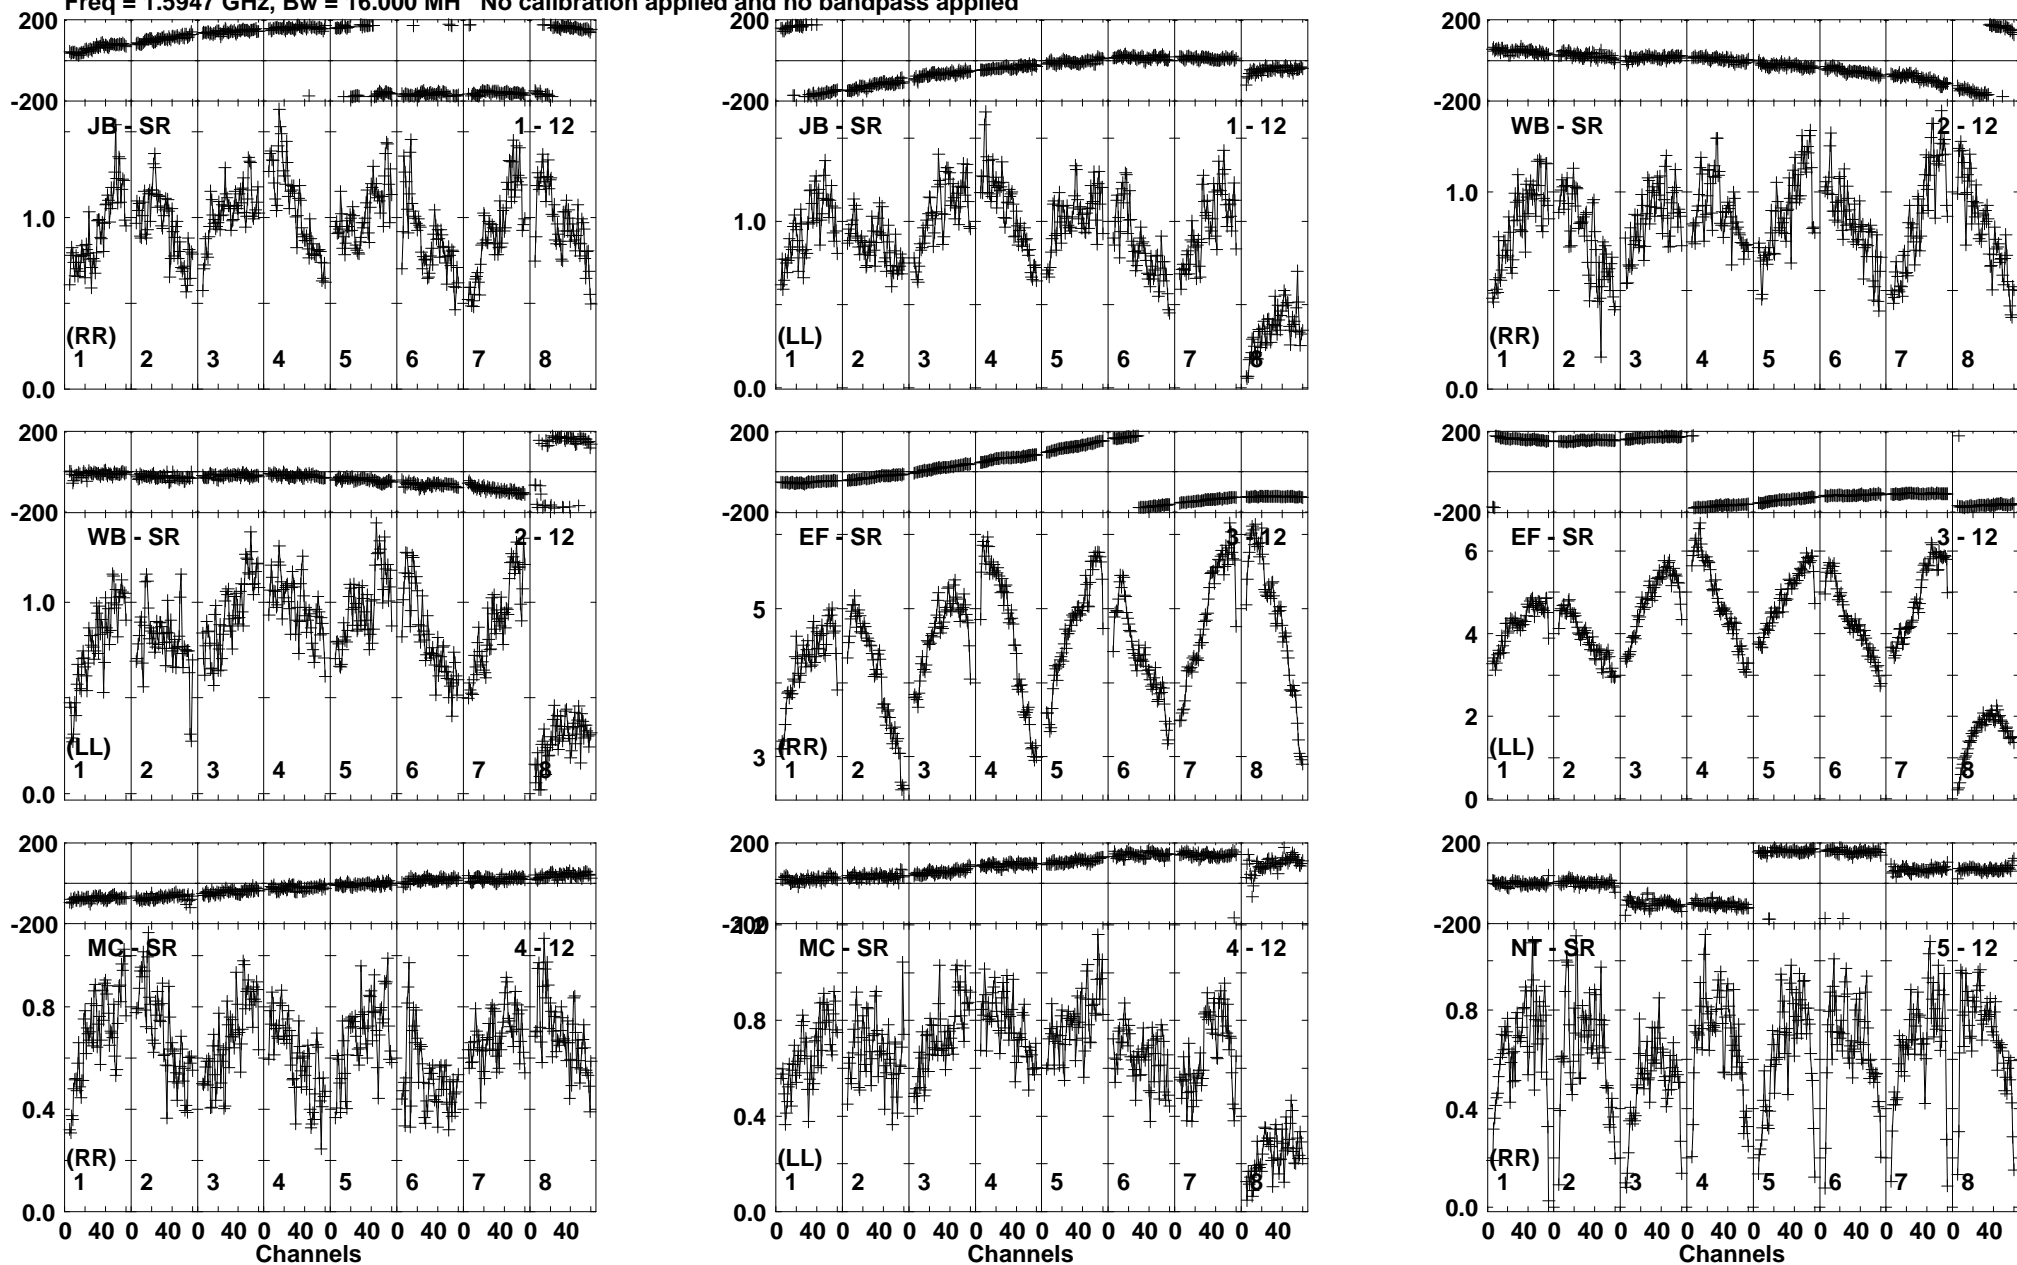 Freq = 1.5947 GHz, Bw = 16.000 MH No calibration applied and no bandpass applied
200 200 200
-200 -200 -200
JB - SR 1 - 12 JB - SR 1 - 12 WB - SR 2 - 12
1.0 1.0 1.0
(RR) (LL) (RR)
1 2 3 4 5 6 7 8 1 2 3 4 5 6 7 8 1 2 3 4 5 6 7 8
0.0 0.0 0.0
200 200 200
-200 -200 -200
WB - SR 2 - 12 EF - SR 3 - 12 EF - SR 3 - 12
6
1.0 5
4
(LL) (RR) 3 2 (LL)
1 2 3 4 5 6 7 8 1 2 3 4 5 6 7 8 1 2 3 4 5 6 7 8
0.0 0
200 200 200
-200 -200 1.2 -200
MC - SR 4 - 12 MC - SR 4 - 12 NT - SR 5 - 12
0.8 0.8 0.8
0.4 0.4 0.4
(RR) (LL) (RR)
1 2 3 4 5 6 7 8 1 2 3 4 5 6 7 8 1 2 3 4 5 6 7 8
0.0 0.0 0.0
0 40 0 40 0 40 0 40 0 40 0 40 0 40 0 40 0 40 0 40 0 40 0 40 0 40 0 40 0 40 0 40 0 40 0 40 0 40 0 40 0 40 0 40 0 40 0 40
Channels Channels Channels